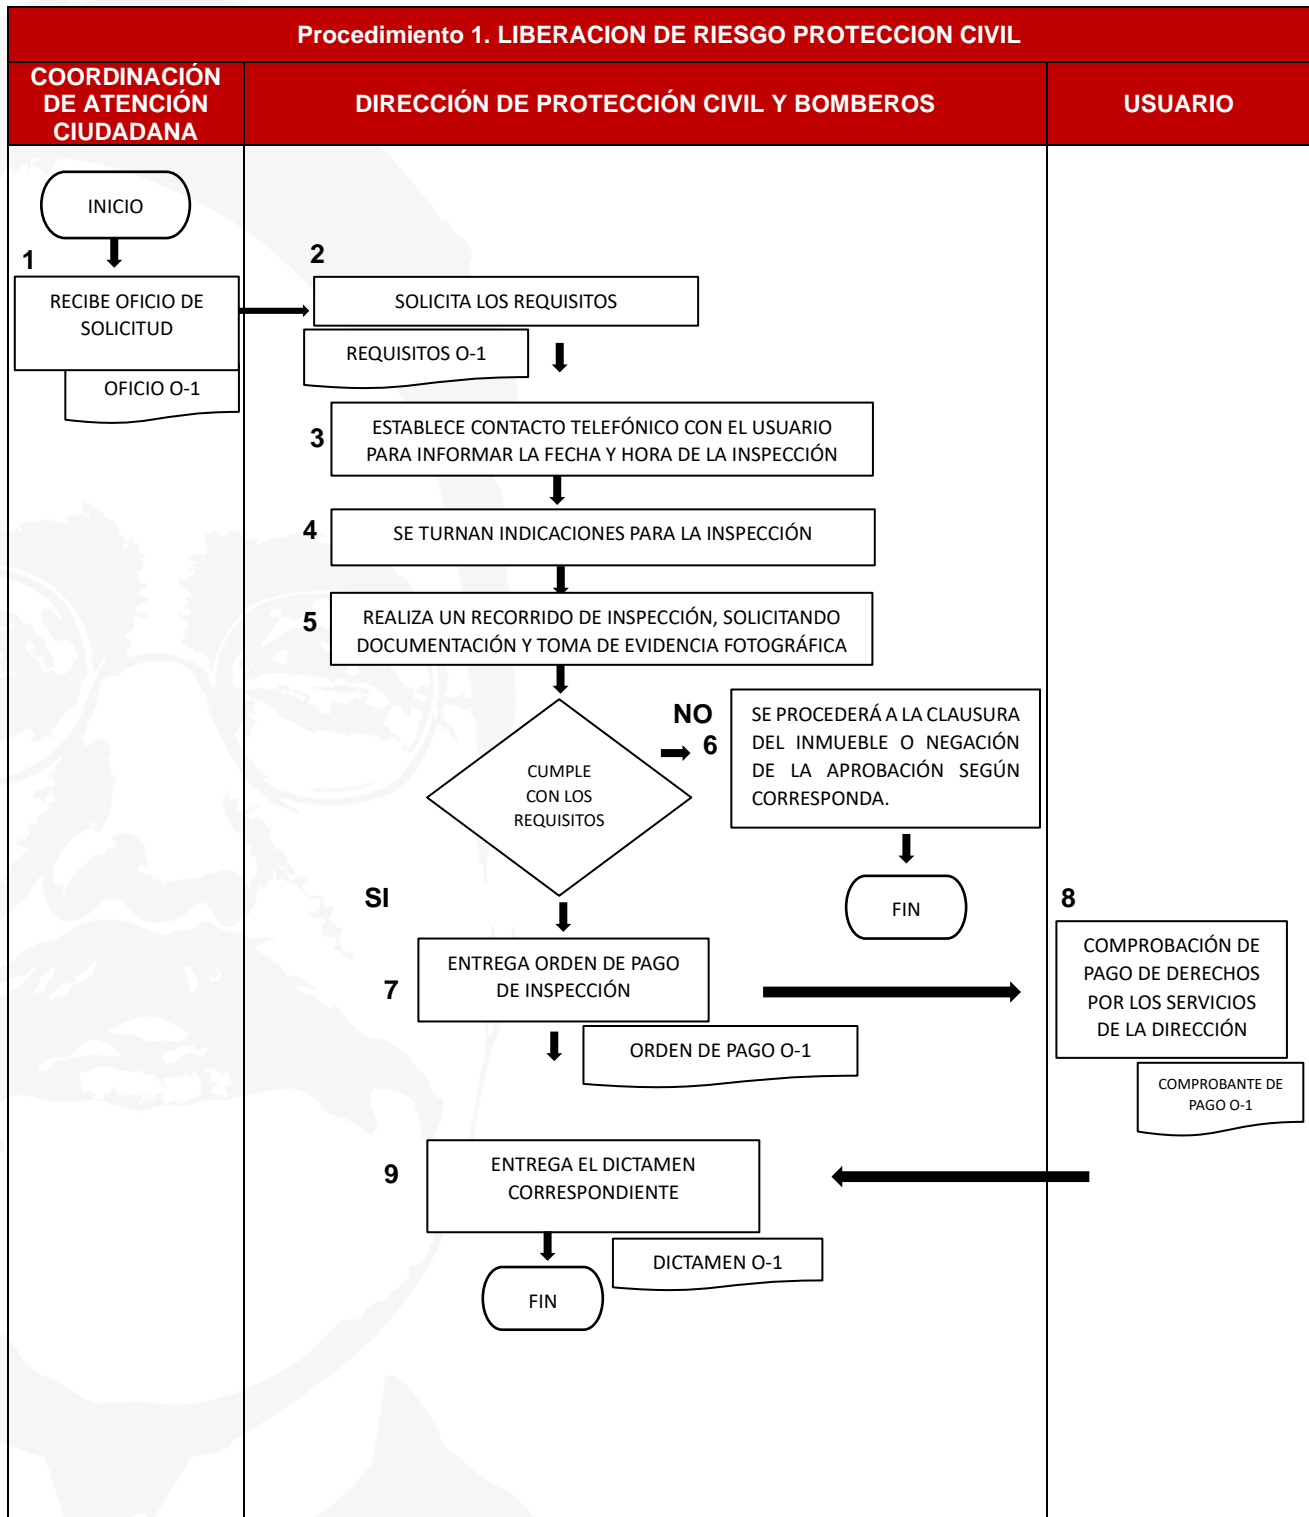 Procedimiento 1. LIBERACION DE RIESGO PROTECCION CIVIL
COORDINACIÓN
DE ATENCIÓN
CIUDADANA
DIRECCIÓN DE PROTECCIÓN CIVIL Y BOMBEROS
USUARIO
INICIO
1
RECIBE OFICIO DE
SOLICITUD
OFICIO O-1
2
SOLICITA LOS REQUISITOS
REQUISITOS O-1
3
ESTABLECE CONTACTO TELEFÓNICO CON EL USUARIO
PARA INFORMAR LA FECHA Y HORA DE LA INSPECCIÓN
4
SE TURNAN INDICACIONES PARA LA INSPECCIÓN
5
REALIZA UN RECORRIDO DE INSPECCIÓN, SOLICITANDO
DOCUMENTACIÓN Y TOMA DE EVIDENCIA FOTOGRÁFICA
CUMPLE
CON LOS
REQUISITOS
NO
6
SE PROCEDERÁ A LA CLAUSURA
DEL INMUEBLE O NEGACIÓN
DE LA APROBACIÓN SEGÚN
CORRESPONDA.
FIN
SI
7
ENTREGA ORDEN DE PAGO
DE INSPECCIÓN
ORDEN DE PAGO O-1
8
COMPROBACIÓN DE
PAGO DE DERECHOS
POR LOS SERVICIOS
DE LA DIRECCIÓN
COMPROBANTE DE
PAGO O-1
9
ENTREGA EL DICTAMEN
CORRESPONDIENTE
DICTAMEN O-1
FIN